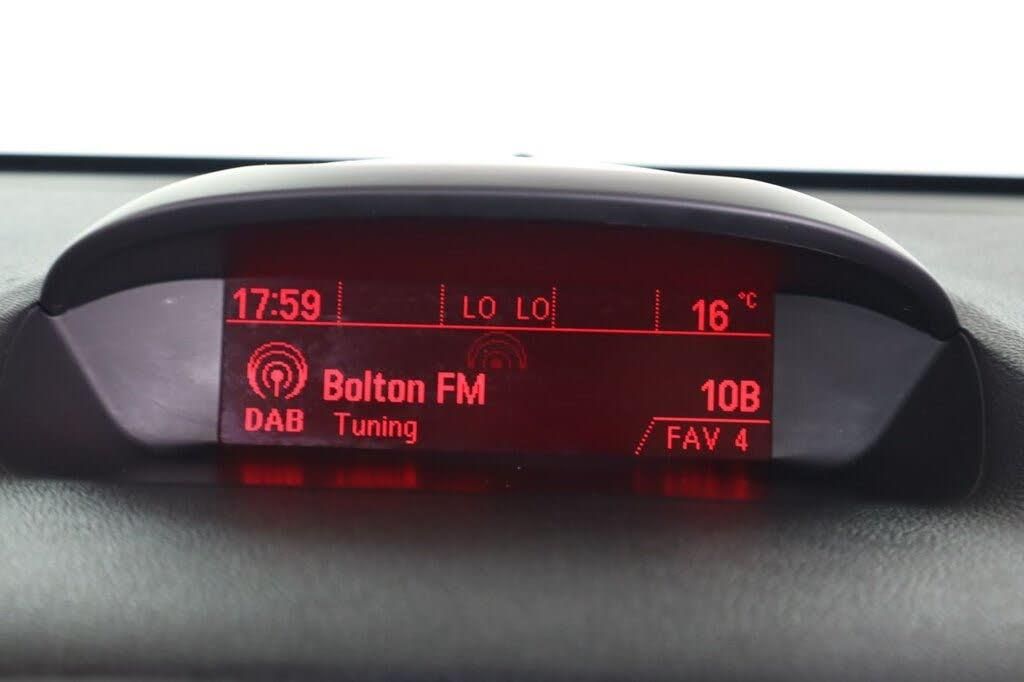 17:59 LO LO 16 °C
Bolton FM 10B
DAB Tuning FAV 4